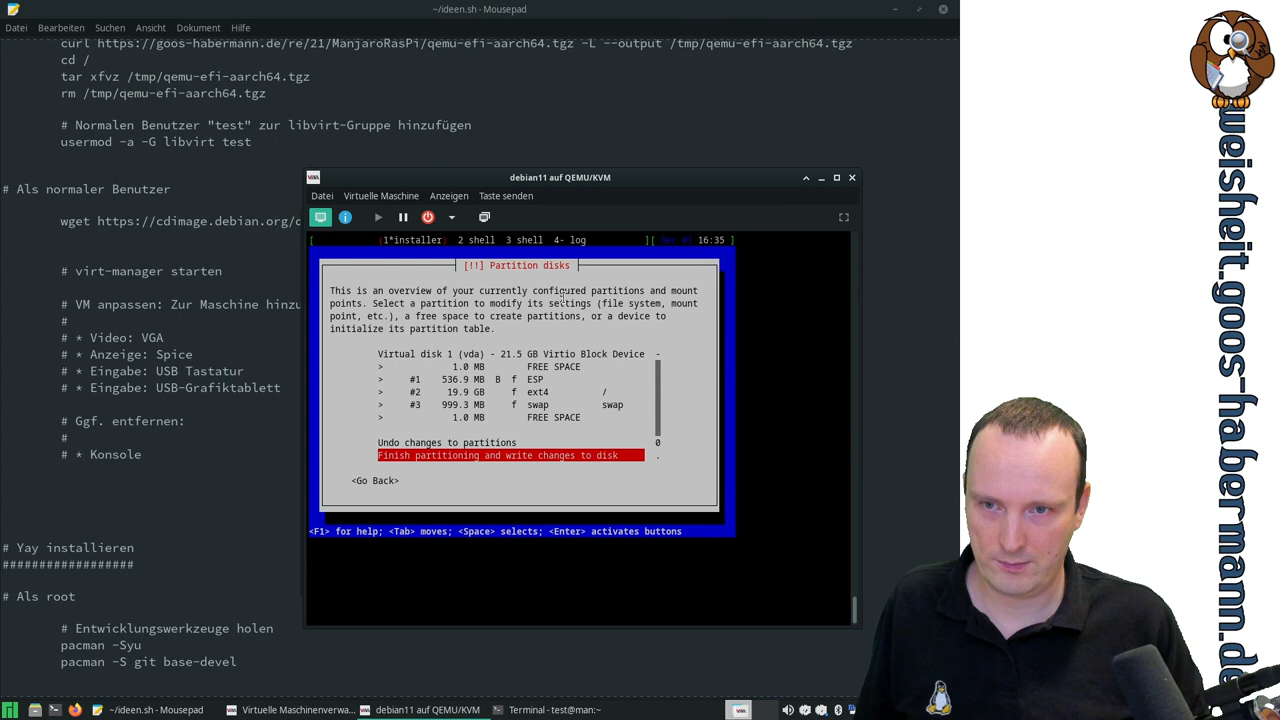 ~/ideen.sh - Mousepad
Datei Bearbeiten Suchen Ansicht Dokument Hilfe
curl https://goos-habermann.de/re/21/ManjaroRasPi/qemu-efi-aarch64.tgz -L --output /tmp/qemu-efi-aarch64.tgz
cd /
tar xfvz /tmp/qemu-efi-aarch64.tgz
rm /tmp/qemu-efi-aarch64.tgz
# Normalen Benutzer "test" zur libvirt-Gruppe hinzufügen
usermod -a -G libvirt test
# Als normaler Benutzer
wget https://cdimage.debian.org/c
# virt-manager starten
# VM anpassen: Zur Maschine hinzu
#
# * Video: VGA
# * Anzeige: Spice
# * Eingabe: USB Tastatur
# * Eingabe: USB-Grafiktablett
# Ggf. entfernen:
#
# * Konsole
# Yay installieren
##################
# Als root
# Entwicklungswerkzeuge holen
pacman -Syu
pacman -S git base-devel
debian11 auf QEMU/KVM
Datei Virtuelle Maschine Anzeigen Taste senden
[ (1*installer) 2 shell 3 shell 4- log ][ 16:35 ]
[!!] Partition disks
This is an overview of your currently configured partitions and mount
points. Select a partition to modify its settings (file system, mount
point, etc.), a free space to create partitions, or a device to
initialize its partition table.
Virtual disk 1 (vda) - 21.5 GB Virtio Block Device
> 1.0 MB FREE SPACE
> #1 536.9 MB B f ESP
> #2 19.9 GB f ext4 /
> #3 999.3 MB f swap swap
> 1.0 MB FREE SPACE
Undo changes to partitions
Finish partitioning and write changes to disk
<Go Back>
<F1> for help; <Tab> moves; <Space> selects; <Enter> activates buttons
weisheit.goos-habermann.de
~/ideen.sh - Mousepad Virtuelle Maschinenverwa... debian11 auf QEMU/KVM Terminal - test@man:~